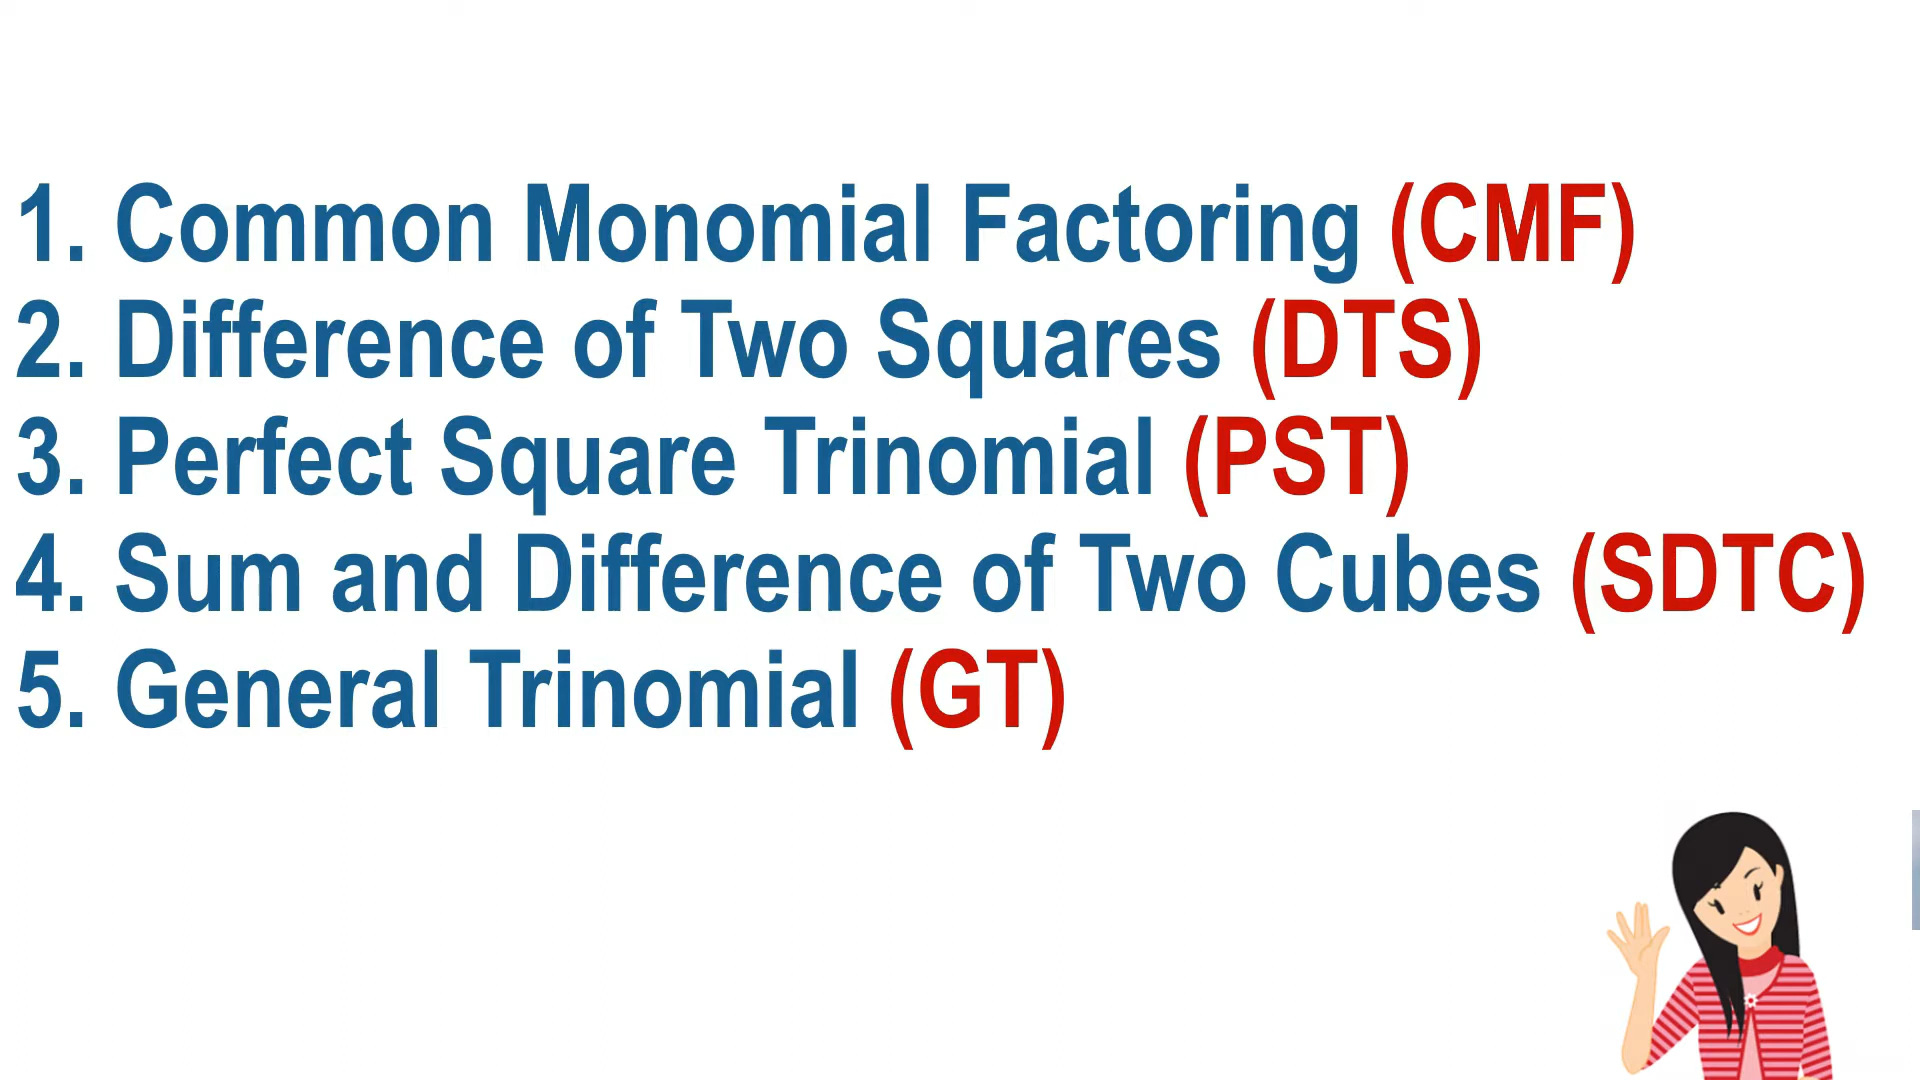 1. Common Monomial Factoring (CMF)
2. Difference of Two Squares (DTS)
3. Perfect Square Trinomial (PST)
4. Sum and Difference of Two Cubes (SDTC)
5. General Trinomial (GT)